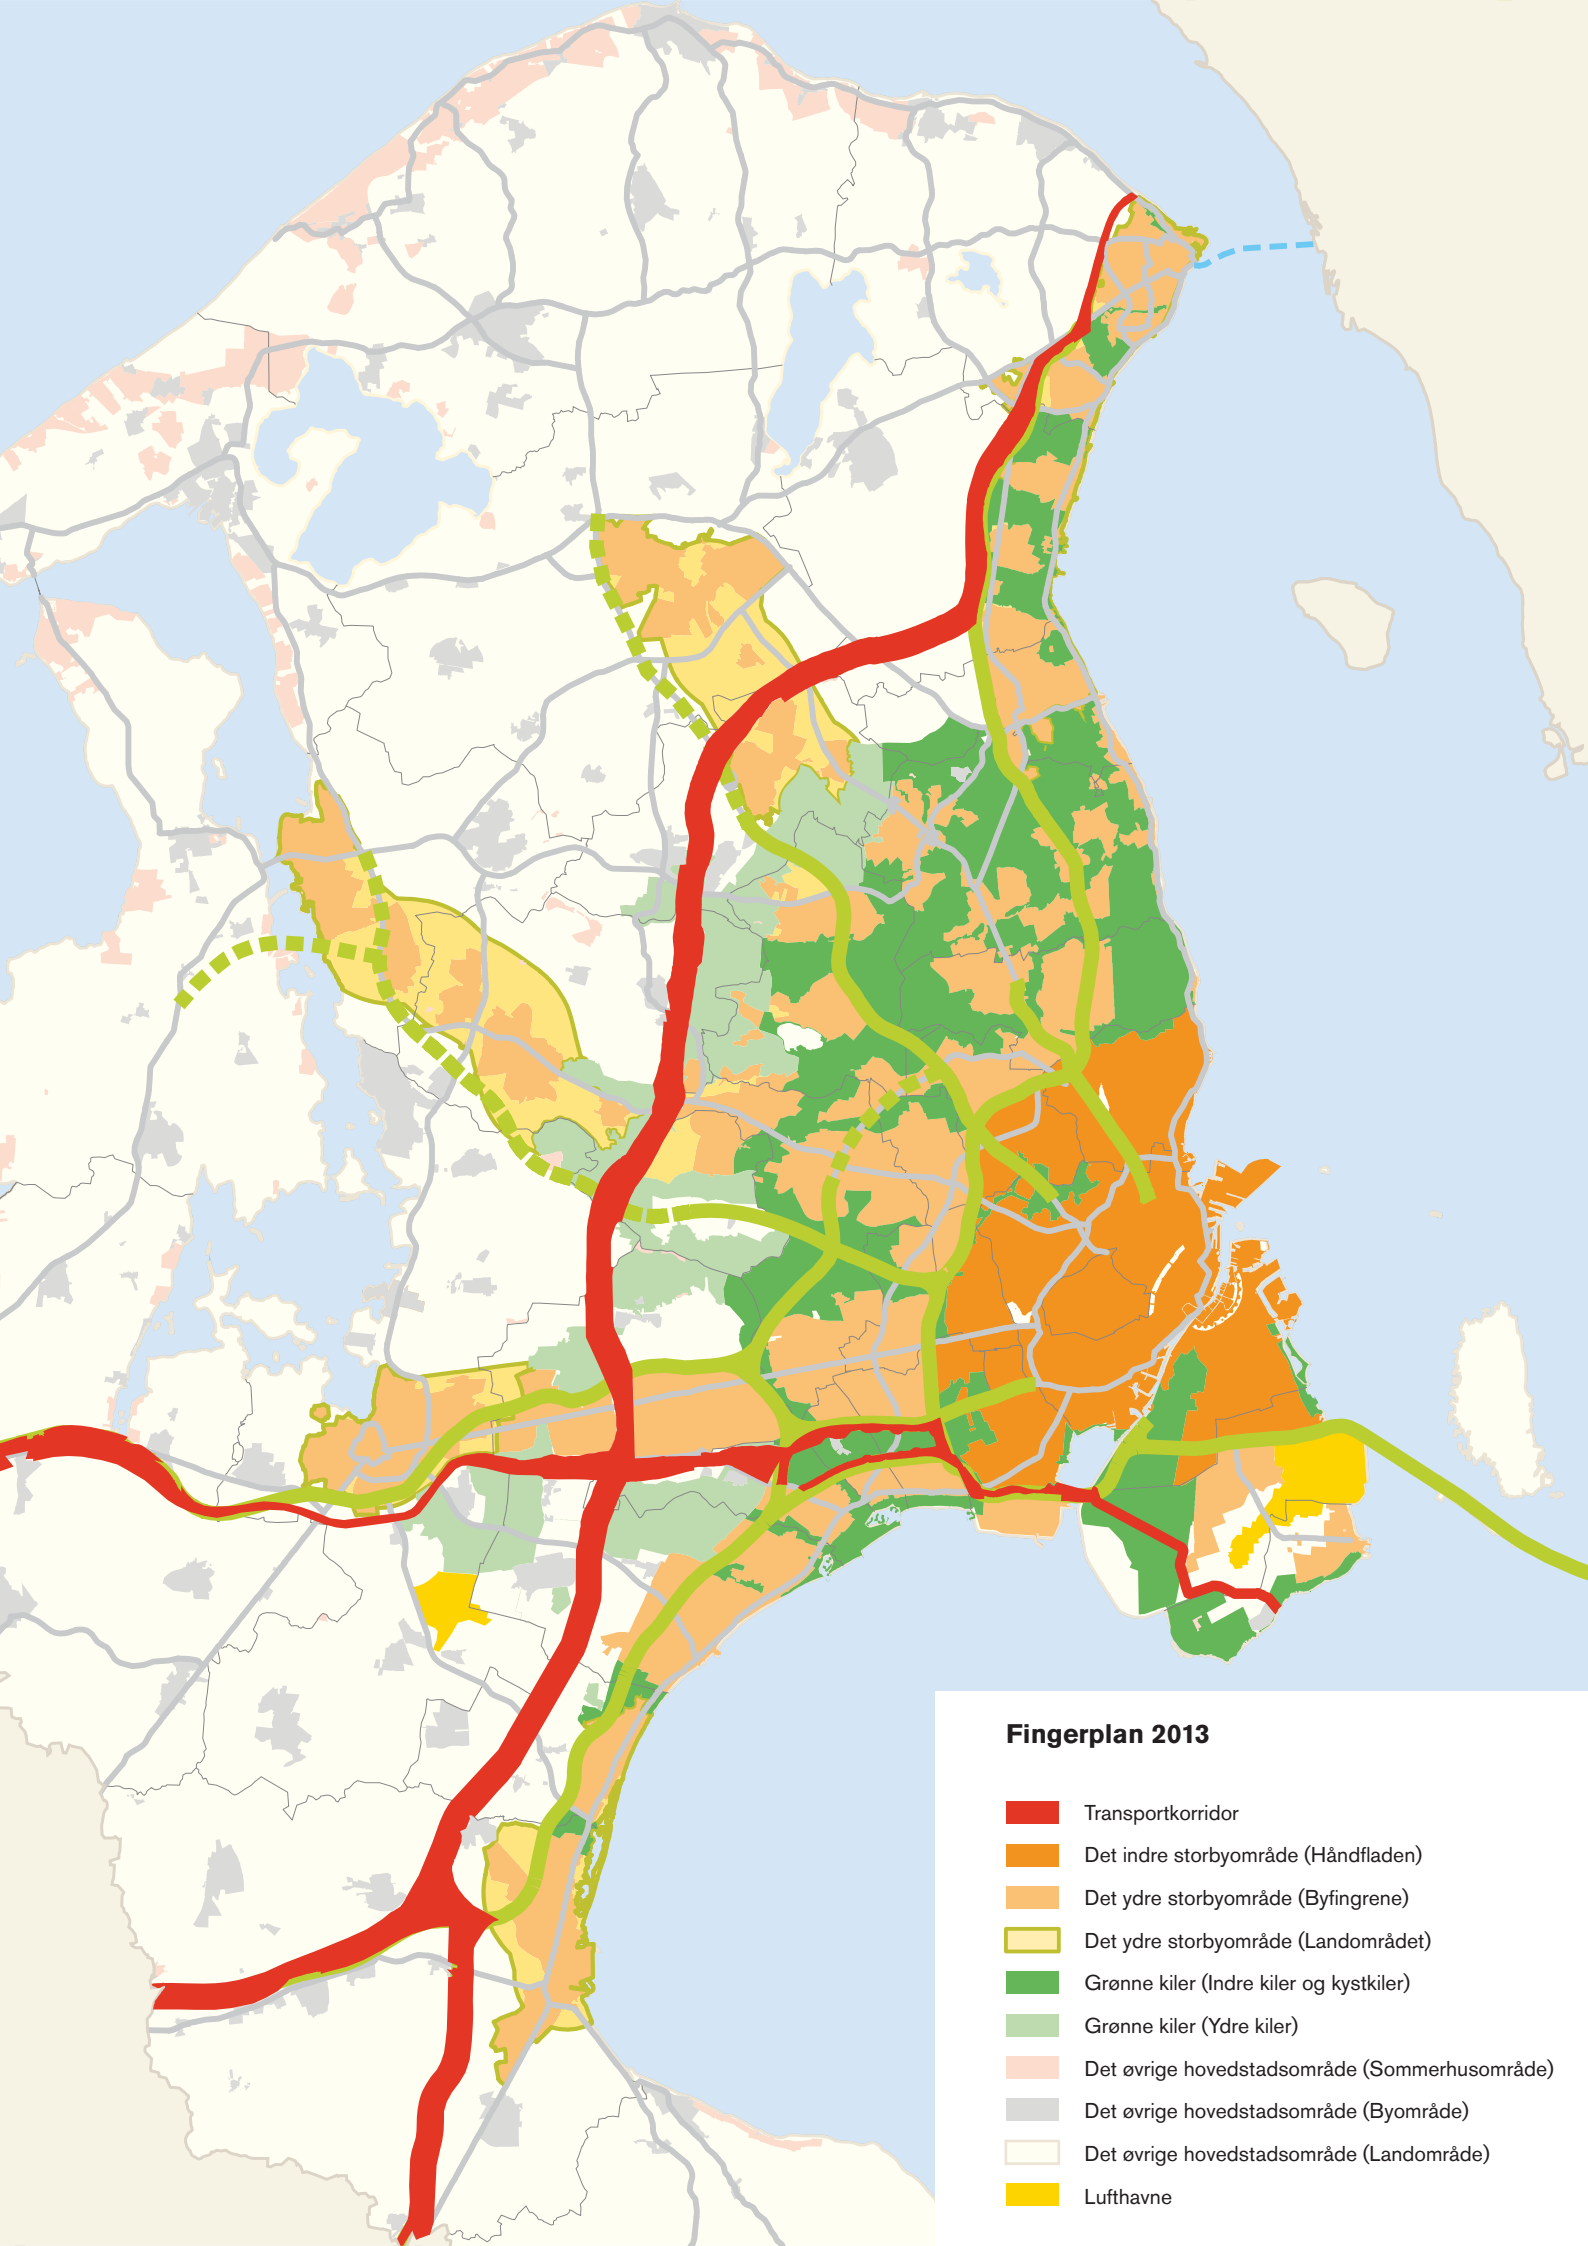 Fingerplan 2013
Transportkorridor
Det indre storbyområde (Håndfladen)
Det ydre storbyområde (Byfingrene)
Det ydre storbyområde (Landområdet)
Grønne kiler (Indre kiler og kystkiler)
Grønne kiler (Ydre kiler)
Det øvrige hovedstadsområde (Sommerhusområde)
Det øvrige hovedstadsområde (Byområde)
Det øvrige hovedstadsområde (Landområde)
Lufthavne